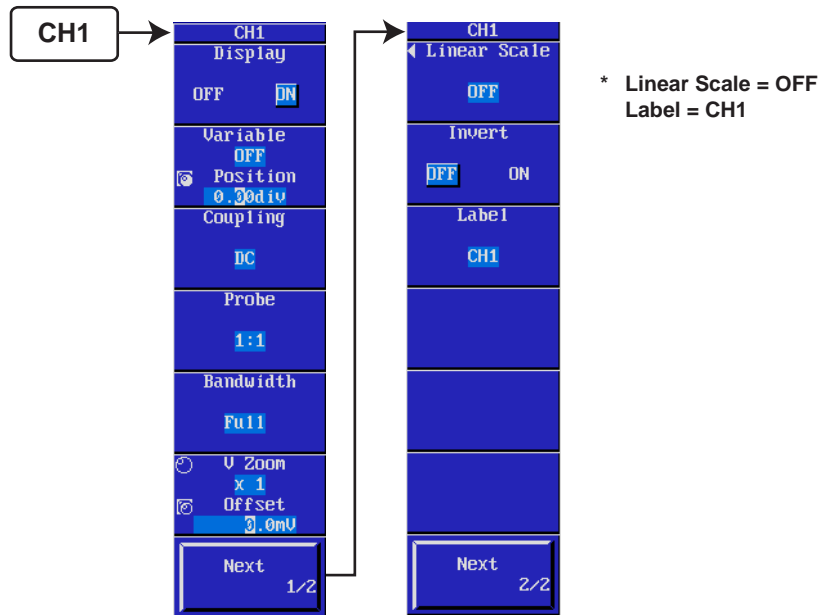 CH1
CH1
Display
OFF ON
Variable
OFF
Position
0.00div
Coupling
DC
Probe
1:1
Bandwidth
Full
V Zoom
x 1
Offset
0.0mV
Next
1/2
CH1
Linear Scale
OFF
Invert
OFF ON
Label
CH1
Next
2/2
* Linear Scale = OFF
Label = CH1